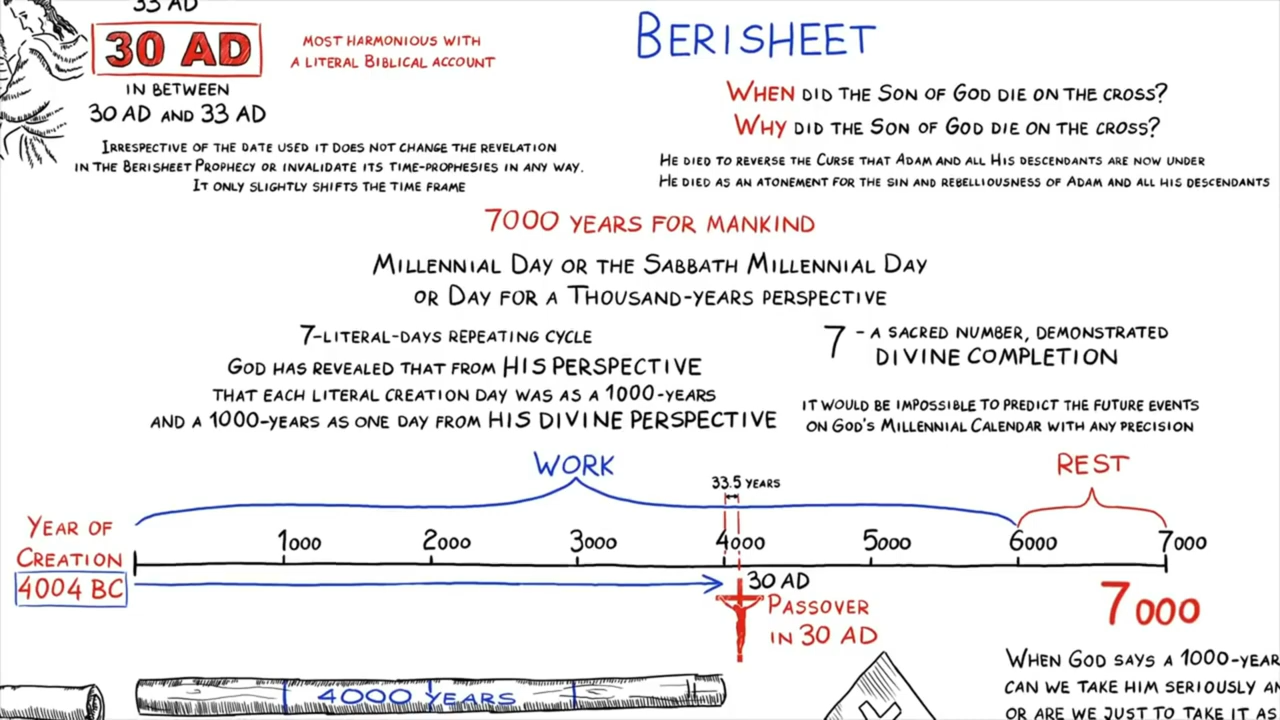 33 AD
30 AD
IN BETWEEN
30 AD AND 33 AD
MOST HARMONIOUS WITH
A LITERAL BIBLICAL ACCOUNT
IRRESPECTIVE OF THE DATE USED IT DOES NOT CHANGE THE REVELATION
IN THE BERISHEET PROPHECY OR INVALIDATE ITS TIME-PROPHESIES IN ANY WAY.
IT ONLY SLIGHTLY SHIFTS THE TIME FRAME
BERISHEET
WHEN DID THE SON OF GOD DIE ON THE CROSS?
WHY DID THE SON OF GOD DIE ON THE CROSS?
HE DIED TO REVERSE THE CURSE THAT ADAM AND ALL HIS DESCENDANTS ARE NOW UNDER
HE DIED AS AN ATONEMENT FOR THE SIN AND REBELLIOUSNESS OF ADAM AND ALL HIS DESCENDANTS
7000 YEARS FOR MANKIND
MILLENNIAL DAY OR THE SABBATH MILLENNIAL DAY
OR DAY FOR A THOUSAND-YEARS PERSPECTIVE
7-LITERAL-DAYS REPEATING CYCLE
GOD HAS REVEALED THAT FROM HIS PERSPECTIVE
THAT EACH LITERAL CREATION DAY WAS AS A 1000-YEARS
AND A 1000-YEARS AS ONE DAY FROM HIS DIVINE PERSPECTIVE
7 - A SACRED NUMBER, DEMONSTRATED
DIVINE COMPLETION
IT WOULD BE IMPOSSIBLE TO PREDICT THE FUTURE EVENTS
ON GOD'S MILLENNIAL CALENDAR WITH ANY PRECISION
WORK
33.5 YEARS
REST
YEAR OF
CREATION
4004 BC
1000 2000 3000 4000 5000 6000 7000
30 AD
PASSOVER
IN 30 AD
7000
4000 YEARS
WHEN GOD SAYS A 1000-YEAR
CAN WE TAKE HIM SERIOUSLY AN
OR ARE WE JUST TO TAKE IT AS